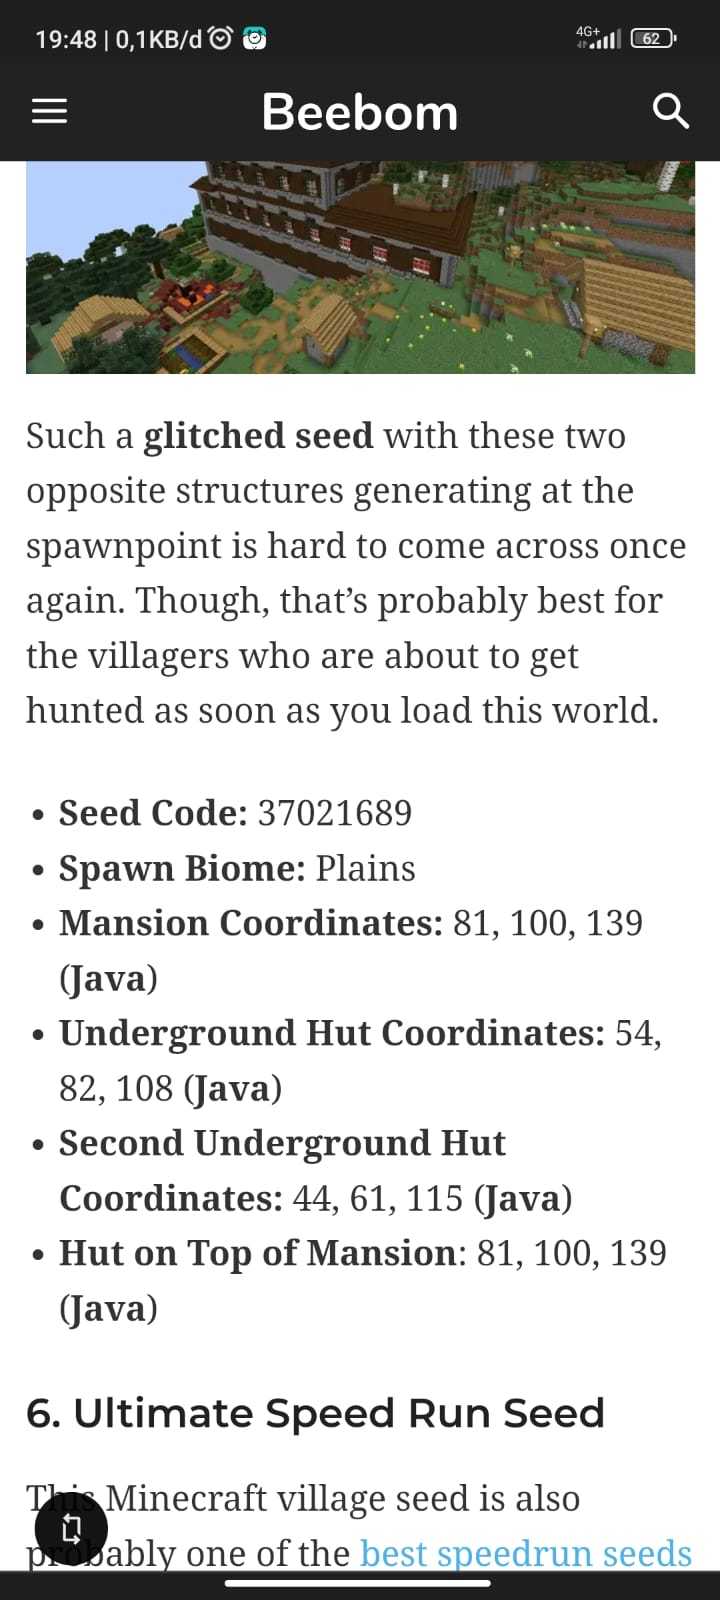 19:48 | 0,1KB/d
4G+
62
Beebom
Such a glitched seed with these two
opposite structures generating at the
spawnpoint is hard to come across once
again. Though, that’s probably best for
the villagers who are about to get
hunted as soon as you load this world.
• Seed Code: 37021689
• Spawn Biome: Plains
• Mansion Coordinates: 81, 100, 139
(Java)
• Underground Hut Coordinates: 54,
82, 108 (Java)
• Second Underground Hut
Coordinates: 44, 61, 115 (Java)
• Hut on Top of Mansion: 81, 100, 139
(Java)
6. Ultimate Speed Run Seed
This Minecraft village seed is also
probably one of the best speedrun seeds